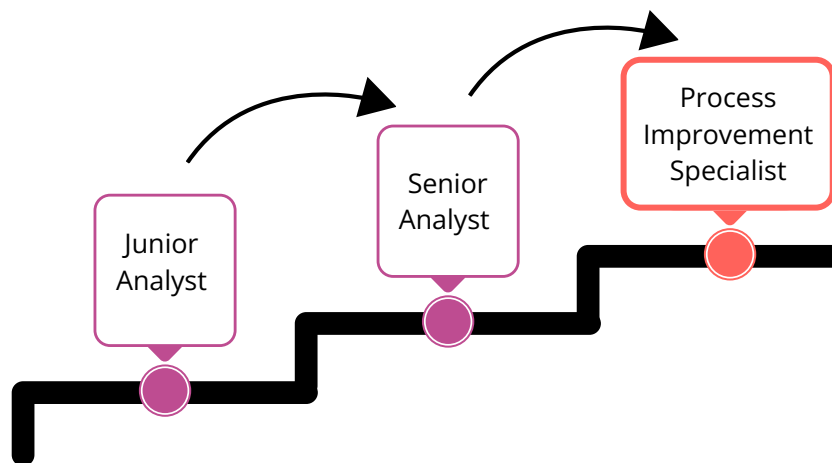 Junior
Analyst
Senior
Analyst
Process
Improvement
Specialist